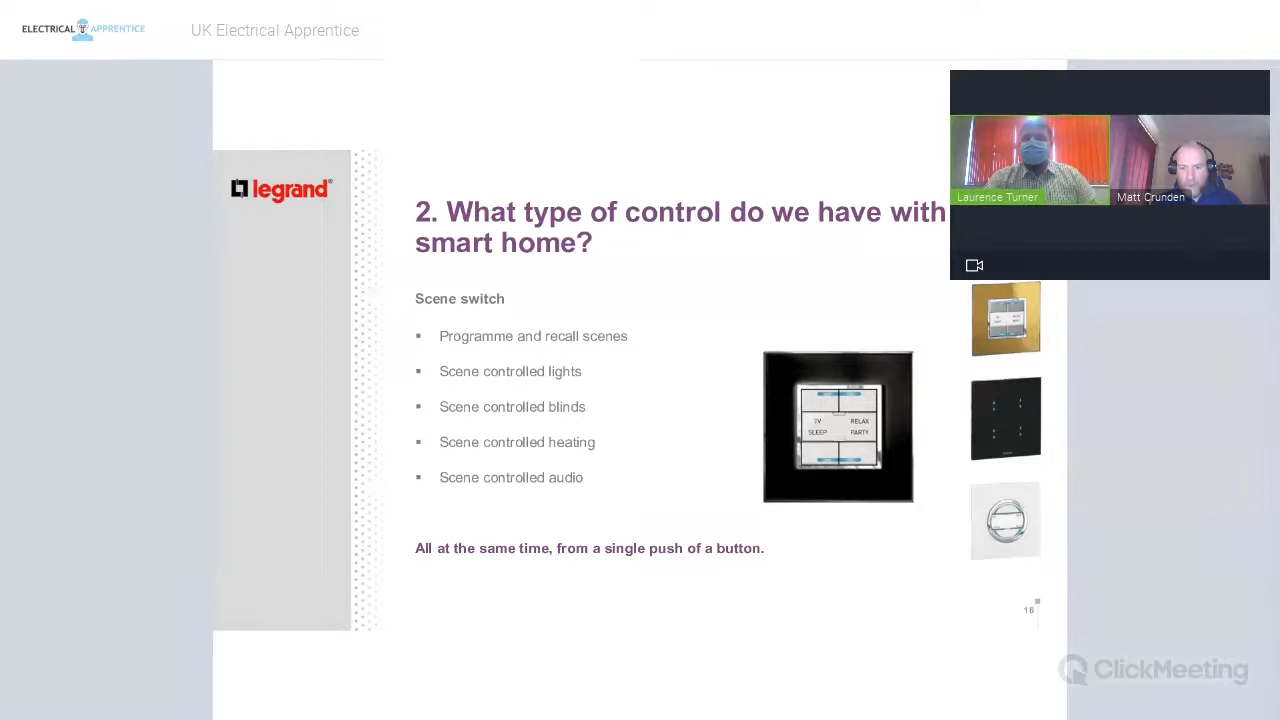 ELECTRICAL APPRENTICE
UK Electrical Apprentice
legrand®
Laurence Turner
Matt Crunden
2. What type of control do we have with
smart home?
Scene switch
▪ Programme and recall scenes
▪ Scene controlled lights
▪ Scene controlled blinds
▪ Scene controlled heating
▪ Scene controlled audio
TV RELAX
SLEEP PARTY
All at the same time, from a single push of a button.
16
ClickMeeting